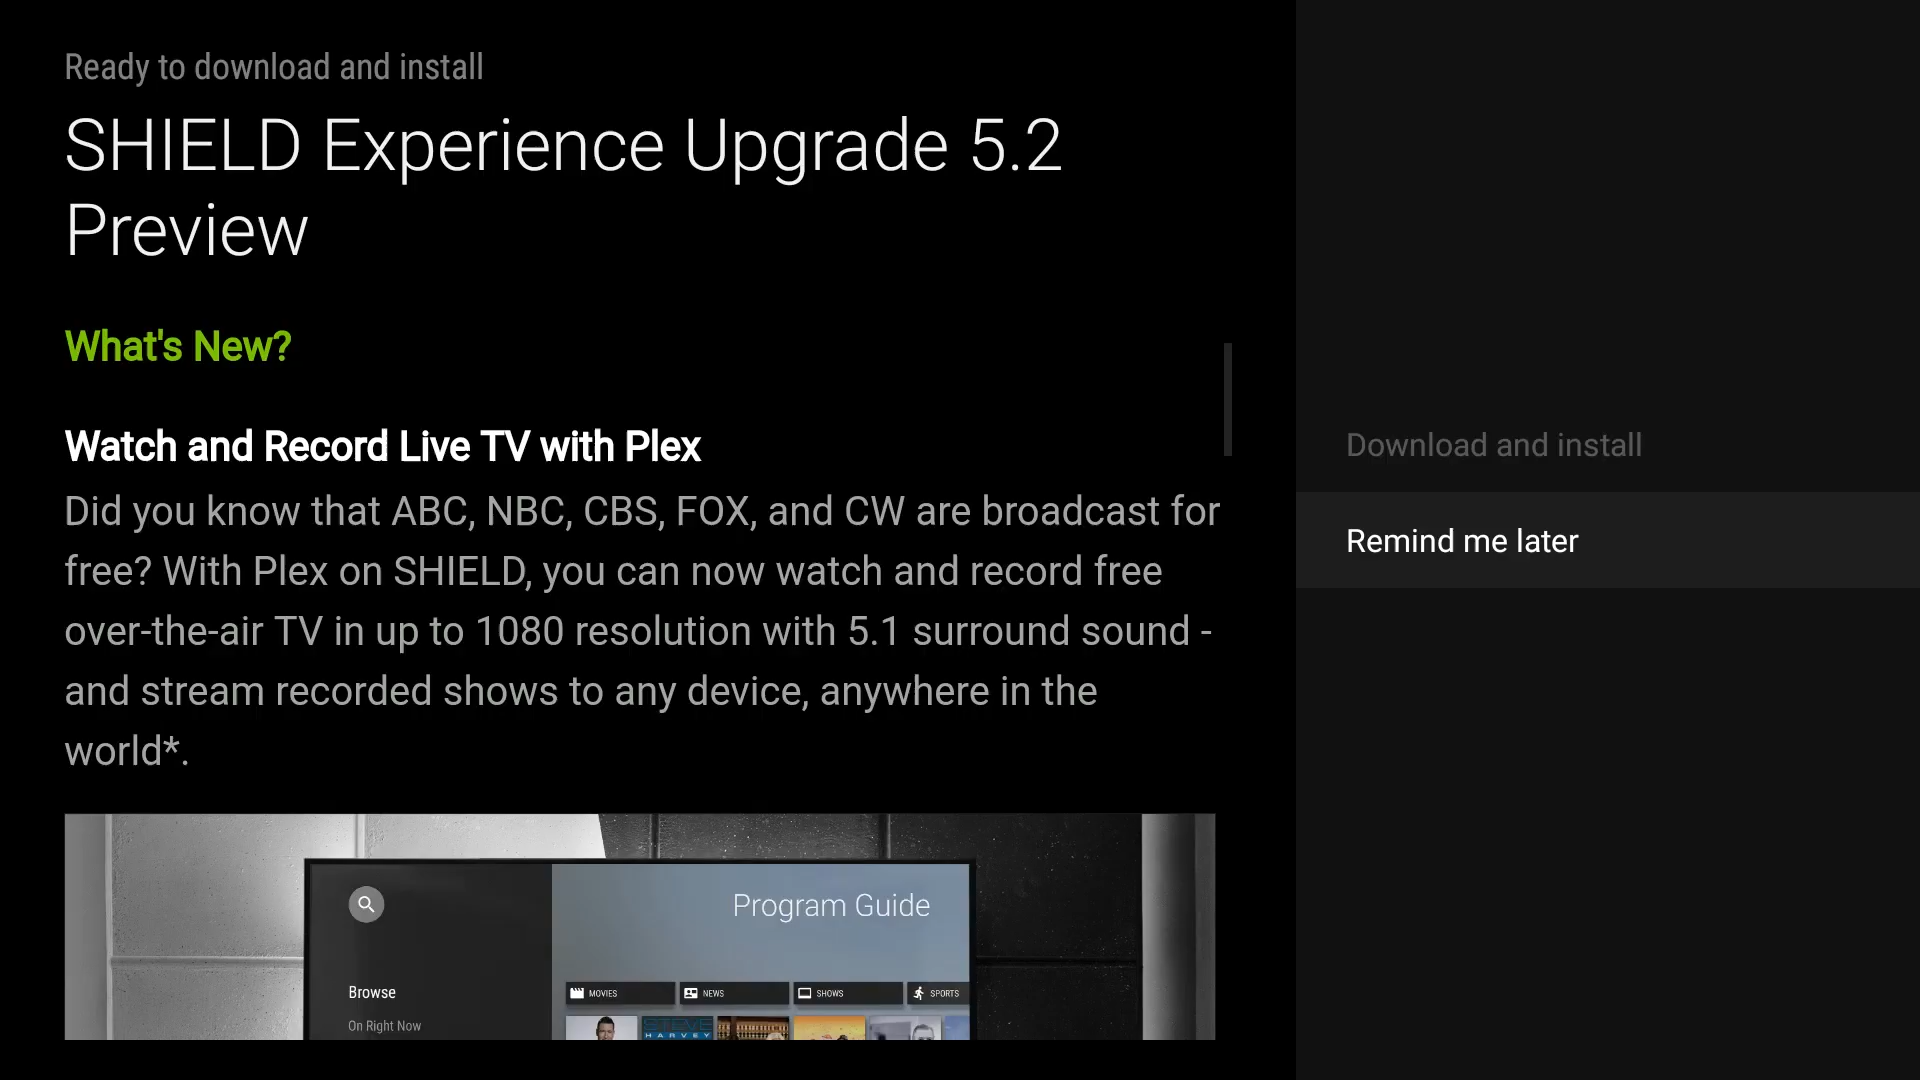 Ready to download and install
SHIELD Experience Upgrade 5.2
Preview
What's New?
Watch and Record Live TV with Plex
Did you know that ABC, NBC, CBS, FOX, and CW are broadcast for
free? With Plex on SHIELD, you can now watch and record free
over-the-air TV in up to 1080 resolution with 5.1 surround sound -
and stream recorded shows to any device, anywhere in the
world*.
Program Guide
Browse
MOVIES
NEWS
SHOWS
SPORTS
On Right Now
STEVE
HARVEY
Download and install
Remind me later